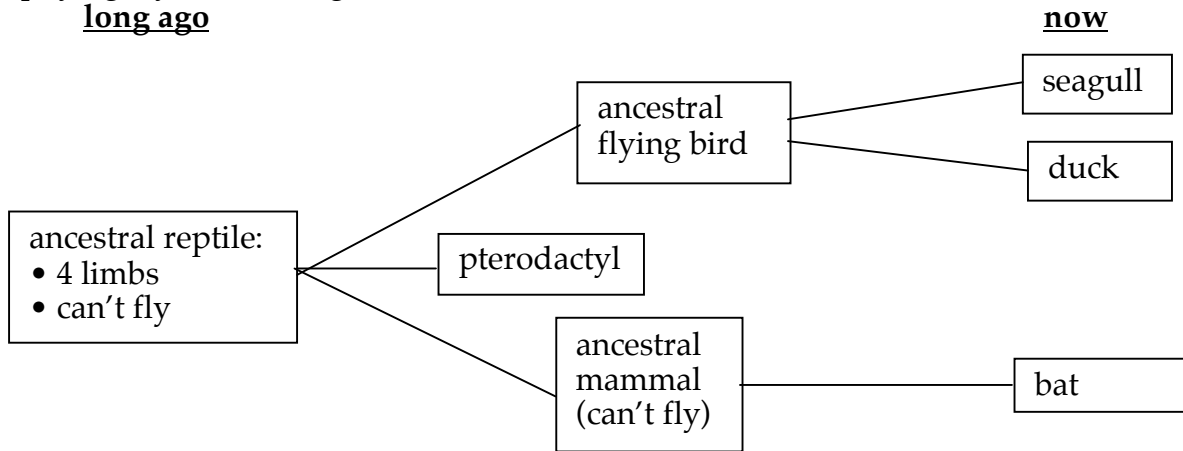 long ago
now
seagull
ancestral
flying bird
duck
ancestral reptile:
• 4 limbs
• can’t fly
pterodactyl
ancestral
mammal
(can’t fly)
bat